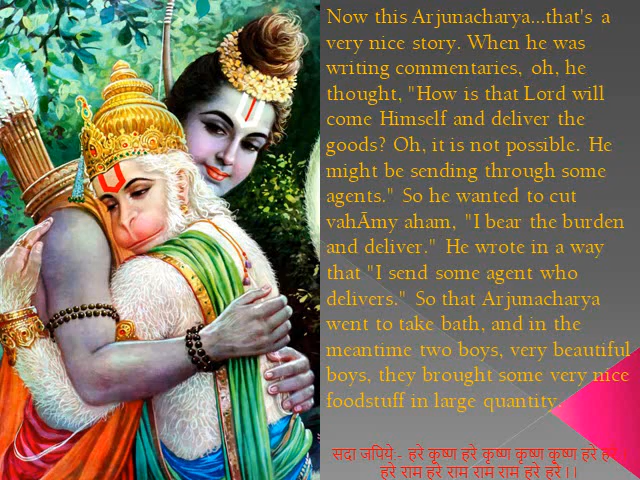 Now this Arjunacharya...that's a
very nice story. When he was
writing commentaries, oh, he
thought, "How is that Lord will
come Himself and deliver the
goods? Oh, it is not possible. He
might be sending through some
agents." So he wanted to cut
vahĀmy aham, "I bear the burden
and deliver." He wrote in a way
that "I send some agent who
delivers." So that Arjunacharya
went to take bath, and in the
meantime two boys, very beautiful
boys, they brought some very nice
foodstuff in large quantity.
सदा जपिये:- हरे कृष्ण हरे कृष्ण कृष्ण कृष्ण हरे हरे
हरे राम हरे राम राम राम हरे हरे ।।